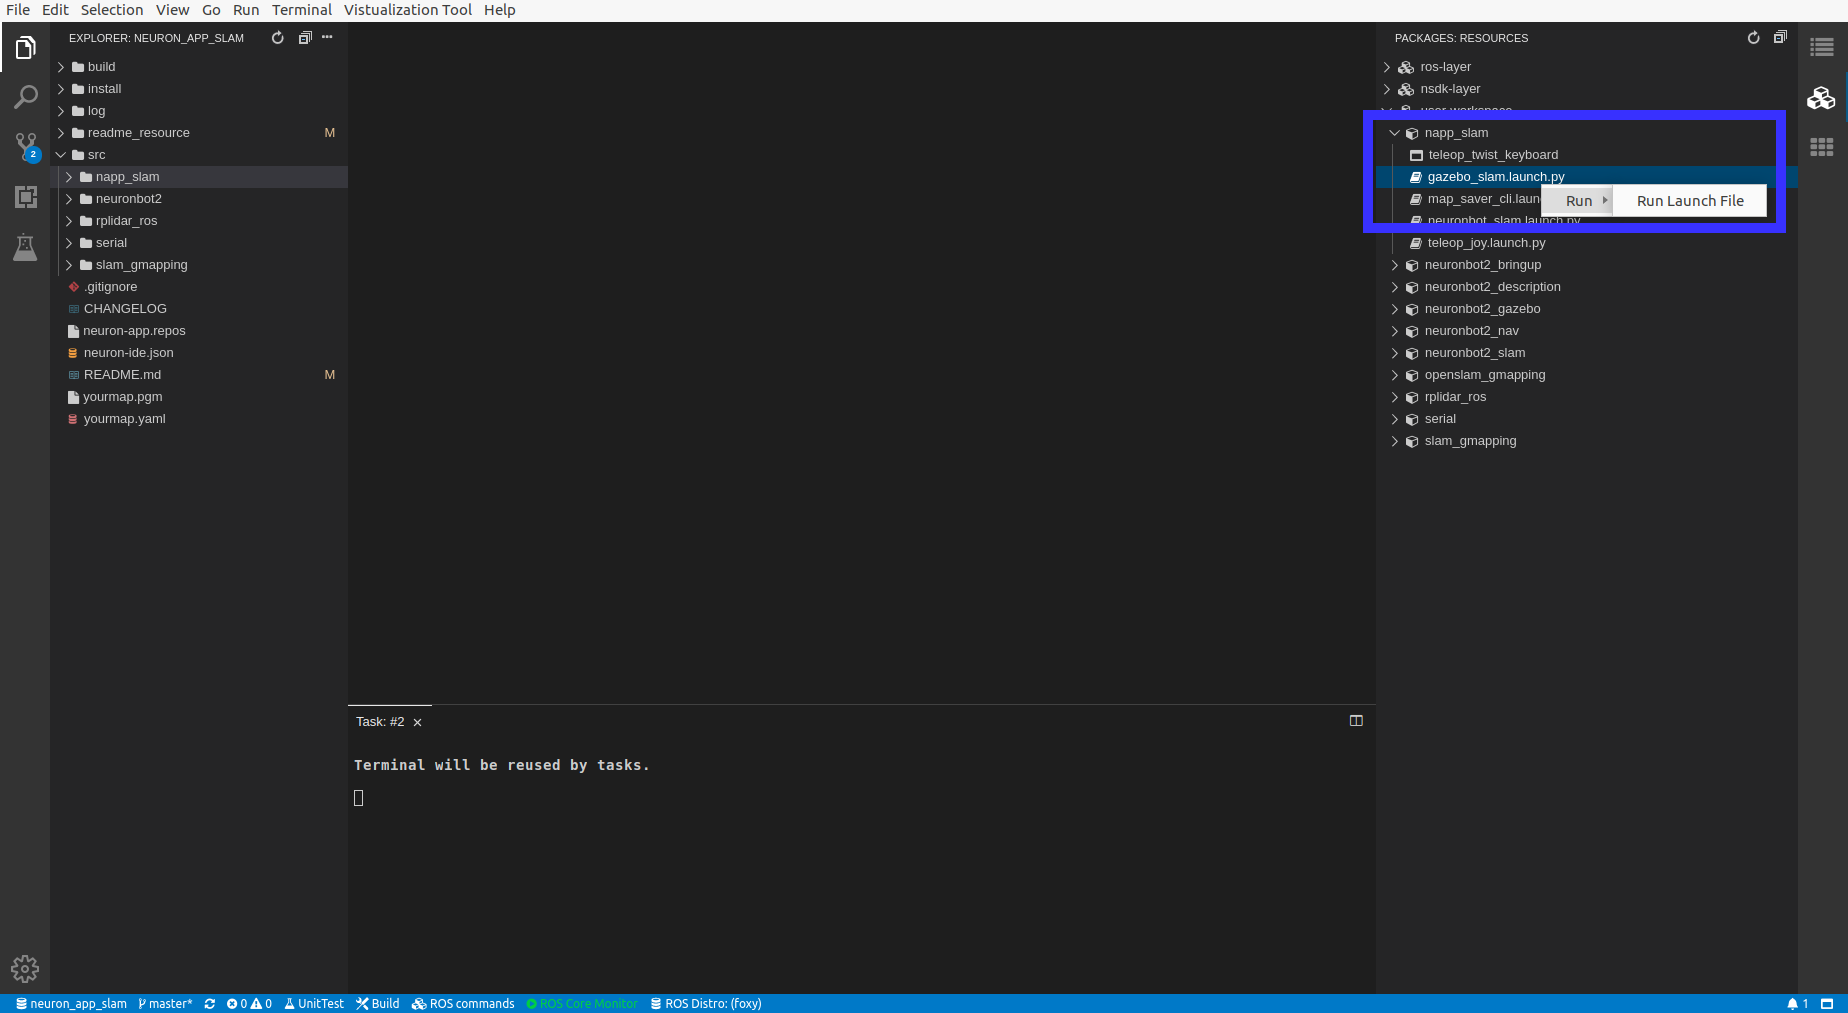 File Edit Selection View Go Run Terminal Vistualization Tool Help
EXPLORER: NEURON_APP_SLAM
build
install
log
readme_resource M
src
napp_slam
neuronbot2
rplidar_ros
serial
slam_gmapping
.gitignore
CHANGELOG
neuron-app.repos
neuron-ide.json
README.md M
yourmap.pgm
yourmap.yaml
2
Task: #2
Terminal will be reused by tasks.
PACKAGES: RESOURCES
ros-layer
nsdk-layer
user-workspace
napp_slam
teleop_twist_keyboard
gazebo_slam.launch.py
map_saver_cli.laun
Run Run Launch File
neuronbot_slam.launch.py
teleop_joy.launch.py
neuronbot2_bringup
neuronbot2_description
neuronbot2_gazebo
neuronbot2_nav
neuronbot2_slam
openslam_gmapping
rplidar_ros
serial
slam_gmapping
neuron_app_slam master* 0 0 UnitTest Build ROS commands ROS Core Monitor ROS Distro: (foxy) 1